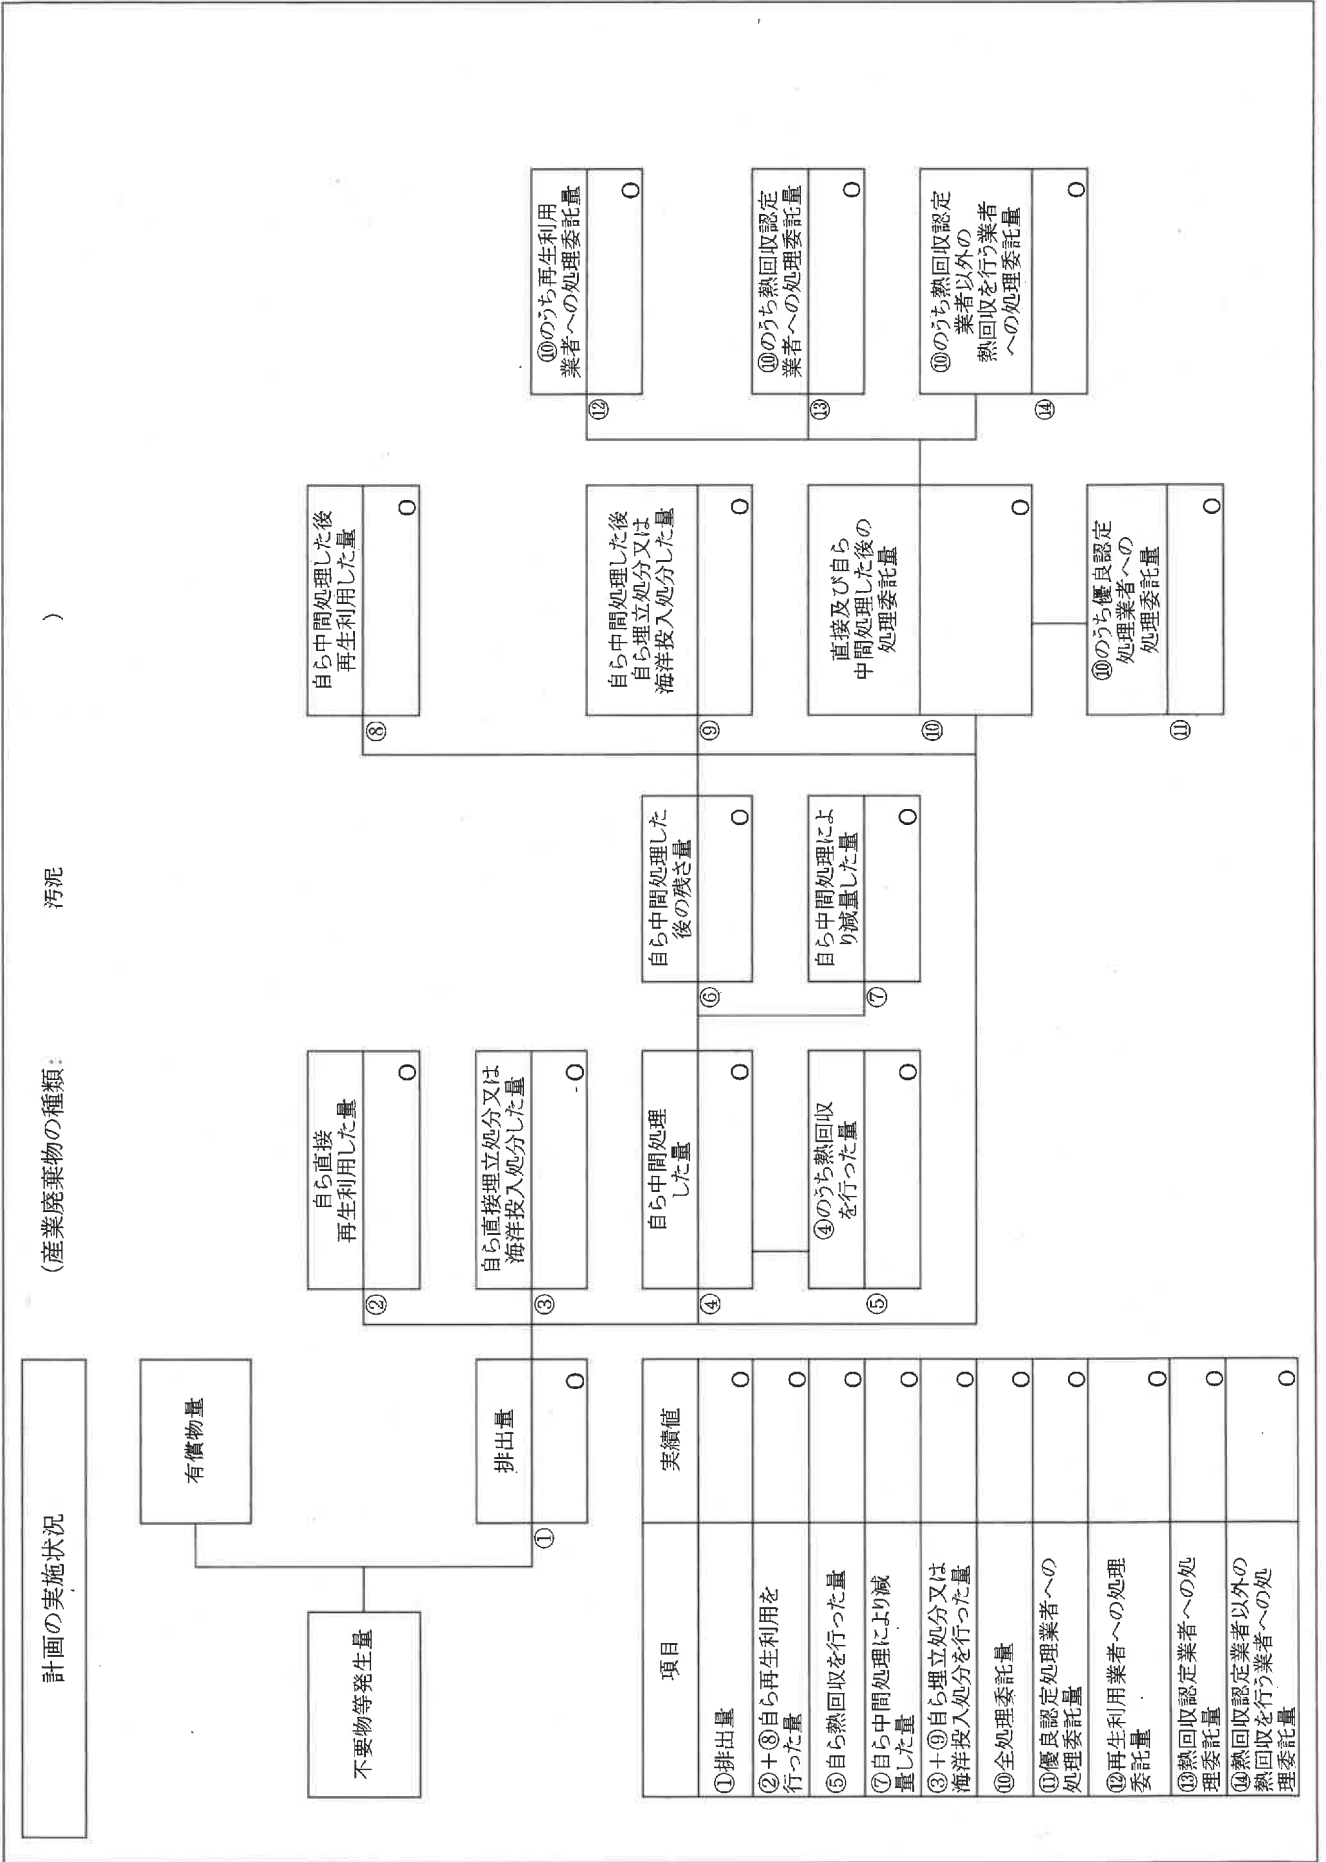 計画の実施状況
(産業廃棄物の種類:
汚泥
)
不要物等発生量
有償物量
排出量
①
0
自ら直接
再生利用した量
②
0
自ら直接埋立処分又は
海洋投入処分した量
③
0
自ら中間処理
した量
④
0
④のうち熱回収
を行った量
⑤
0
自ら中間処理した
後の残さ量
⑥
0
自ら中間処理によ
り減量した量
⑦
0
自ら中間処理した後
再生利用した量
⑧
0
自ら中間処理した後
自ら埋立処分又は
海洋投入処分した量
⑨
0
直接及び自ら
中間処理した後の
処理委託量
⑩
0
⑩のうち優良認定
処理業者への
処理委託量
⑪
0
⑩のうち再生利用
業者への処理委託量
⑫
0
⑩のうち熱回収認定
業者への処理委託量
⑬
0
⑩のうち熱回収認定
業者以外の
熱回収を行う業者
への処理委託量
⑭
0
項目
実績値
①排出量
0
②+⑧自ら再生利用を
行った量
0
⑤自ら熱回収を行った量
0
⑦自ら中間処理により減
量した量
0
③+⑨自ら埋立処分又は
海洋投入処分を行った量
0
⑩全処理委託量
0
⑪優良認定処理業者への
処理委託量
0
⑫再生利用業者への処理
委託量
0
⑬熱回収認定業者への処
理委託量
0
⑭熱回収認定業者以外の
熱回収を行う業者への処
理委託量
0